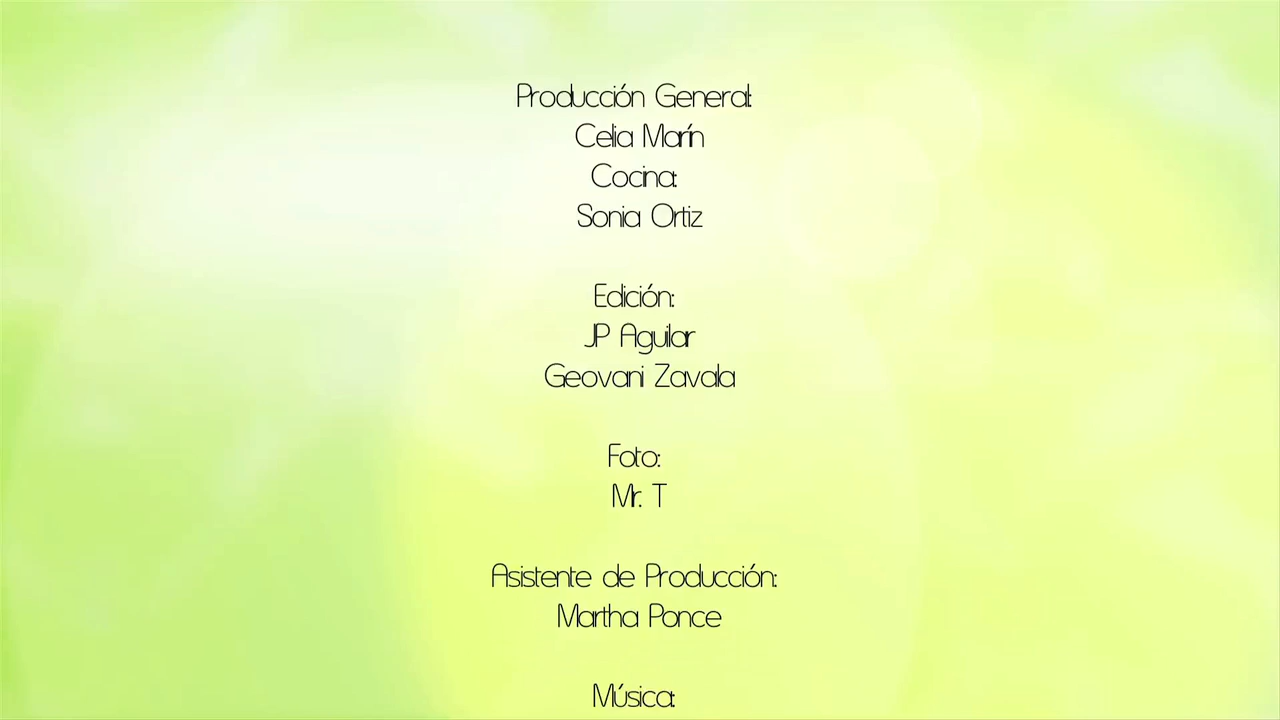 Producción General:
Celia Marín
Cocina:
Sonia Ortiz
Edición:
JP Aguilar
Geovani Zavala
Foto:
Mr. T
Asistente de Producción:
Martha Ponce
Música: